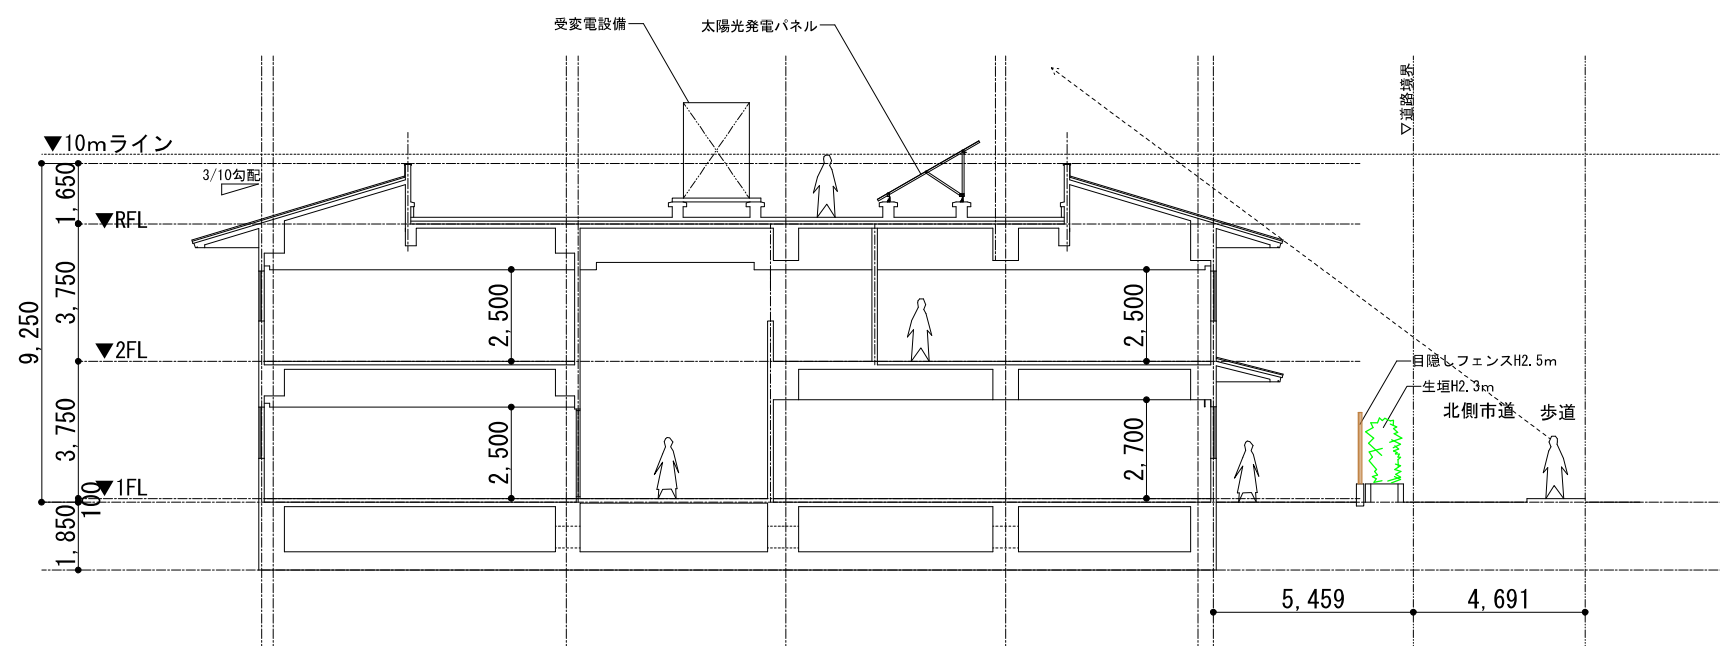 受変電設備
太陽光発電パネル
▽道路境界
▼10mライン
3/10勾配
1,650
▼RFL
3,750
9,250
2,500
2,500
▼2FL
目隠しフェンスH2.5m
生垣H2.3m
北側市道
歩道
3,750
2,500
2,700
▼1FL
100
1,850
5,459
4,691